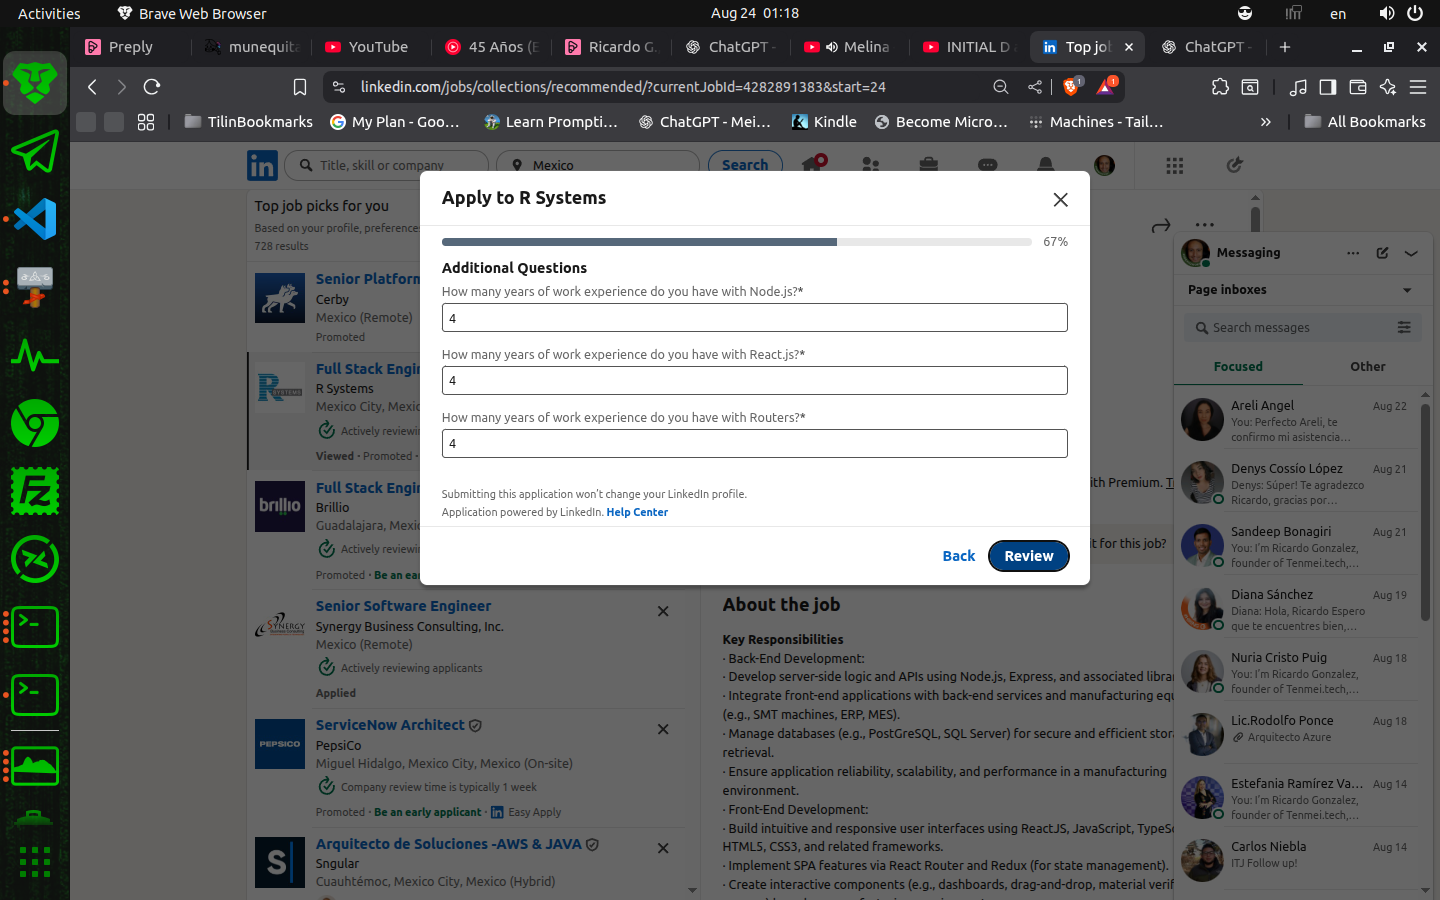 Activities
Brave Web Browser
Aug 24 01:18
en
Preply
munequita
YouTube
45 Años (E
Ricardo G.
ChatGPT -
Melina
INITIAL D
Top job
ChatGPT -
linkedin.com/jobs/collections/recommended/?currentJobId=4282891383&start=24
1
1
TilinBookmarks
My Plan - Goo...
Learn Prompti...
ChatGPT - Mei...
Kindle
Become Micro...
Machines - Tail...
»
All Bookmarks
Title, skill or company
Mexico
Search
Top job picks for you
Based on your profile, preference
728 results
Senior Platform
Cerby
Mexico (Remote)
Promoted
Full Stack Engin
R Systems
Mexico City, Mexic
Actively reviewin
Viewed · Promoted ·
R SYSTEMS
Full Stack Engin
Brillio
Guadalajara, Mexic
Actively reviewin
Promoted · Be an ear
brillio
Senior Software Engineer
Synergy Business Consulting, Inc.
Mexico (Remote)
Actively reviewing applicants
Applied
SYNERGY
ServiceNow Architect
PepsiCo
Miguel Hidalgo, Mexico City, Mexico (On-site)
Company review time is typically 1 week
Promoted · Be an early applicant · Easy Apply
PEPSICO
Arquitecto de Soluciones -AWS & JAVA
Sngular
Cuauhtémoc, Mexico City, Mexico (Hybrid)
S
Apply to R Systems
67%
Additional Questions
How many years of work experience do you have with Node.js?*
4
How many years of work experience do you have with React.js?*
4
How many years of work experience do you have with Routers?*
4
Submitting this application won't change your LinkedIn profile.
Application powered by LinkedIn. Help Center
Back
Review
ith Premium.
t for this job?
About the job
Key Responsibilities
· Back-End Development:
· Develop server-side logic and APIs using Node.js, Express, and associated librar
· Integrate front-end applications with back-end services and manufacturing equ
(e.g., SMT machines, ERP, MES).
· Manage databases (e.g., PostgreSQL, SQL Server) for secure and efficient stora
retrieval.
· Ensure application reliability, scalability, and performance in a manufacturing
environment.
· Front-End Development:
· Build intuitive and responsive user interfaces using ReactJS, JavaScript, TypeSc
HTML5, CSS3, and related frameworks.
· Implement SPA features via React Router and Redux (for state management).
· Create interactive components (e.g., dashboards, drag-and-drop, material verif
Messaging
Page inboxes
Search messages
Focused
Other
Areli Angel
Aug 22
You: Perfecto Areli, te
confirmo mi asistencia...
Denys Cossío López
Aug 21
Denys: Súper! Te agradezco
Ricardo, gracias por...
Sandeep Bonagiri
Aug 21
You: I'm Ricardo Gonzalez,
founder of Tenmei.tech,...
Diana Sánchez
Aug 19
Diana: Hola, Ricardo Espero
que te encuentres bien,...
Nuria Cristo Puig
Aug 18
You: I'm Ricardo Gonzalez,
founder of Tenmei.tech,...
Lic.Rodolfo Ponce
Aug 18
Arquitecto Azure
Estefania Ramírez Va...
Aug 14
You: I'm Ricardo Gonzalez,
founder of Tenmei.tech,...
Carlos Niebla
Aug 14
ITJ Follow up!